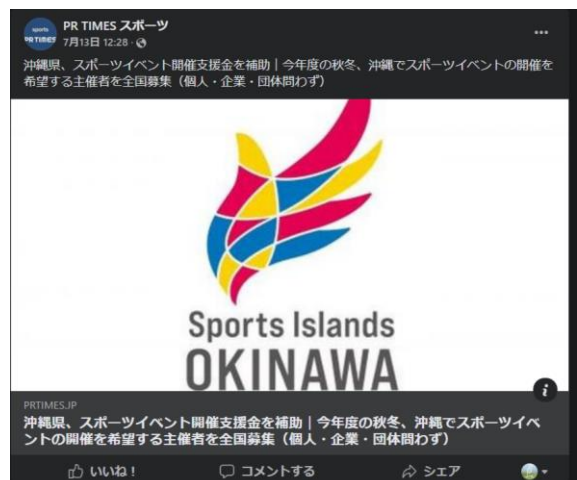 PR TIMES スポーツ
7月13日 12:28
沖縄県、スポーツイベント開催支援金を補助｜今年度の秋冬、沖縄でスポーツイベントの開催を
希望する主催者を全国募集（個人・企業・団体問わず）
sports
PR TIMES
Sports Islands
OKINAWA
PRTIMES.JP
沖縄県、スポーツイベント開催支援金を補助｜今年度の秋冬、沖縄でスポーツイベ
ントの開催を希望する主催者を全国募集（個人・企業・団体問わず）
いいね！ コメントする シェア